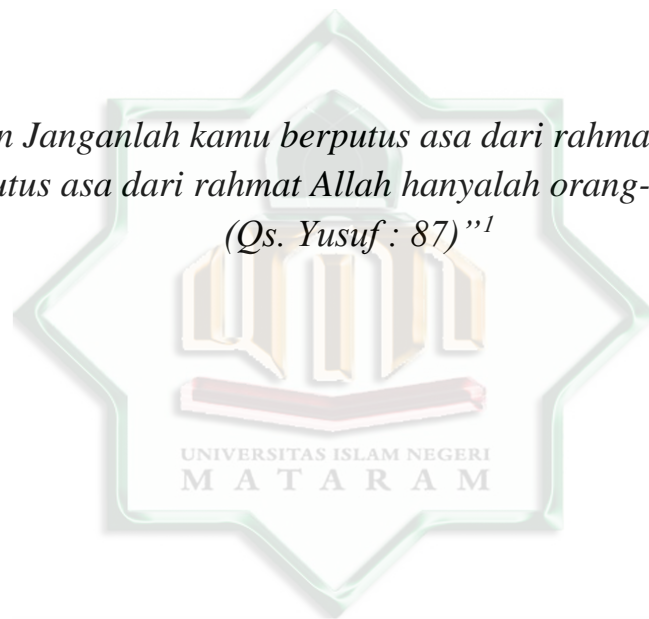 n Janganlah kamu berputus asa dari rahma
utus asa dari rahmat Allah hanyalah orang-
(Qs. Yusuf : 87)”1
UNIVERSITAS ISLAM NEGERI
MATARAM